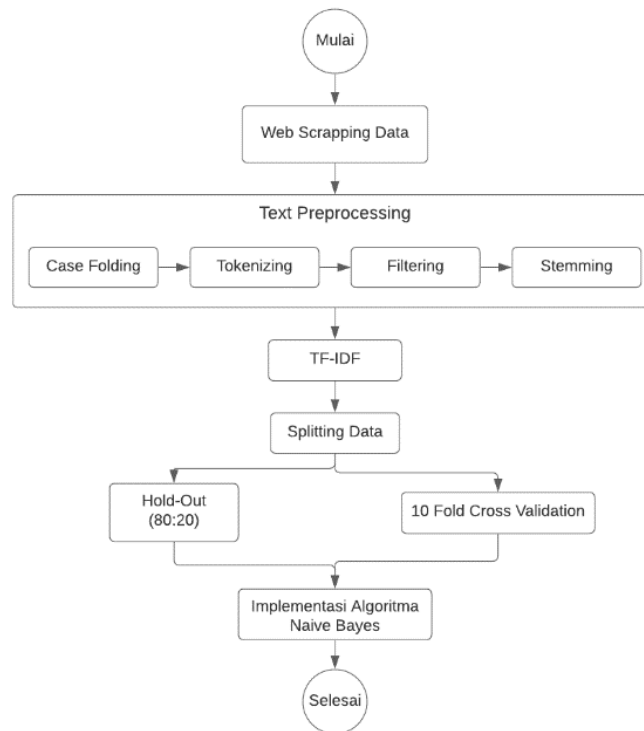 Mulai
Web Scrapping Data
Text Preprocessing
Case Folding
Tokenizing
Filtering
Stemming
TF-IDF
Splitting Data
Hold-Out
(80:20)
10 Fold Cross Validation
Implementasi Algoritma
Naive Bayes
Selesai